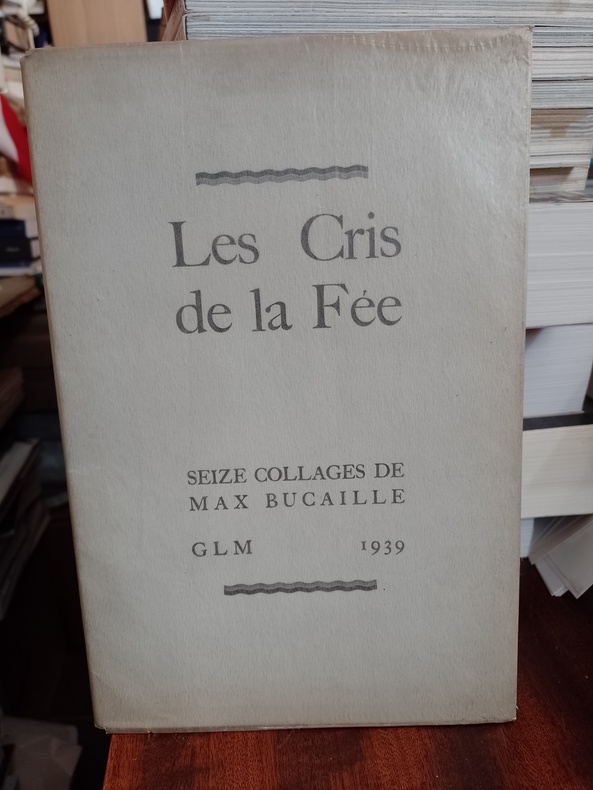 Les Cris
de la Fée
SEIZE COLLAGES DE
MAX BUCAILLE
GLM 1939